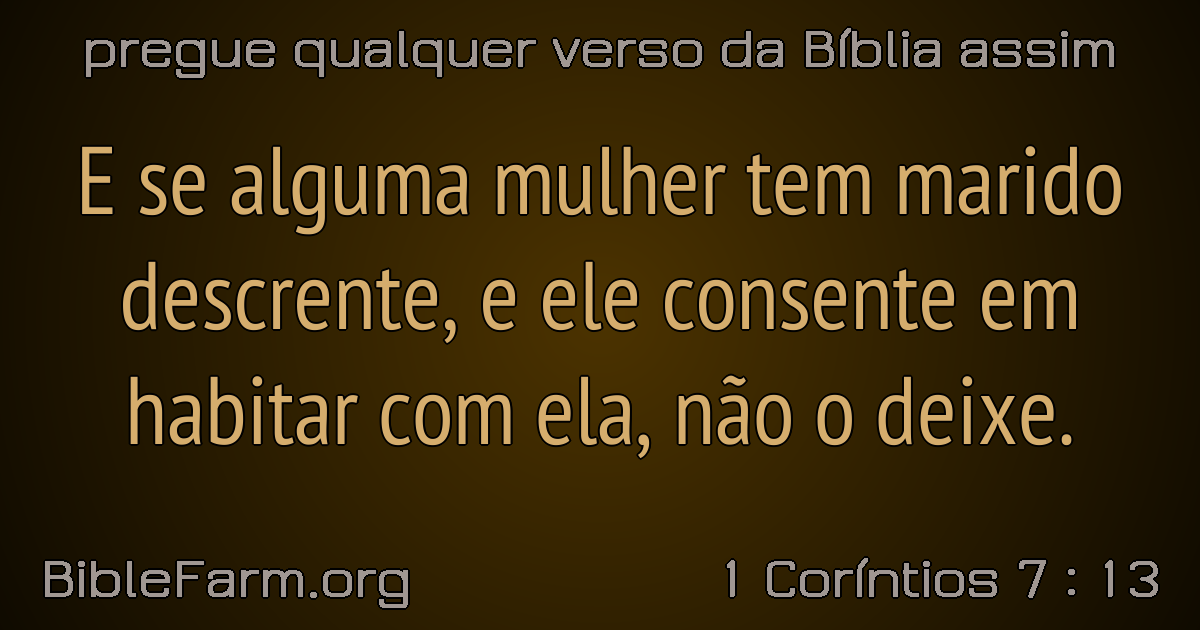 pregue qualquer verso da Bíblia assim
E se alguma mulher tem marido
descrente, e ele consente em
habitar com ela, não o deixe.
BibleFarm.org
1 Coríntios 7 : 13